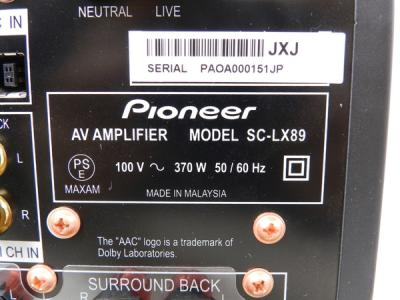 NEUTRAL LIVE
C IN
JXJ
SERIAL PAOA000151JP
Pioneer
AV AMPLIFIER MODEL SC-LX89
PS
E
100 V ~ 370 W 50 / 60 Hz
MAXAM
MADE IN MALAYSIA
L
R
CH IN
The "AAC" logo is a trademark of
Dolby Laboratories.
SURROUND BACK
L
R
L